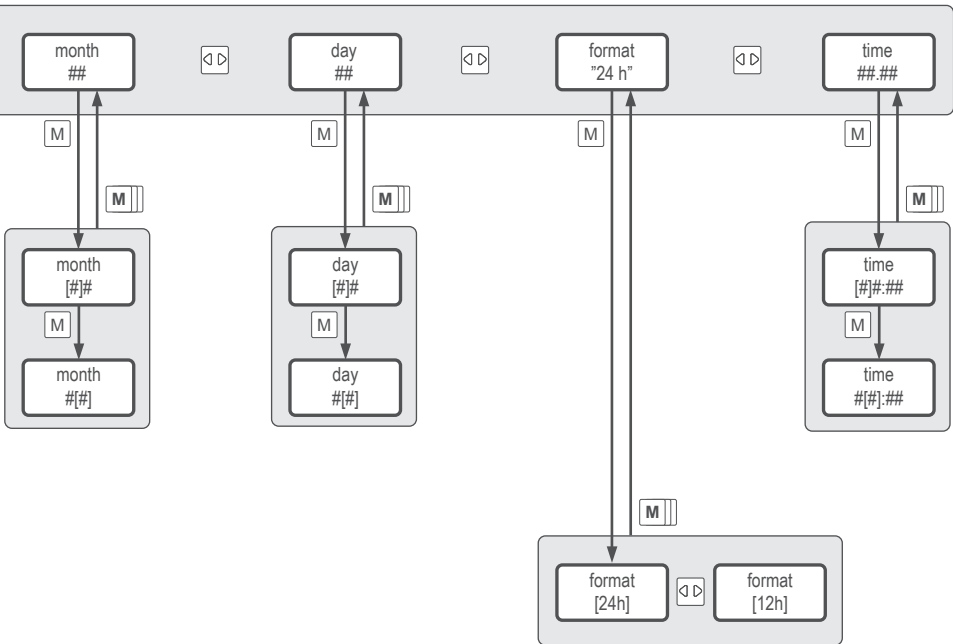 month
##
day
##
format
”24 h”
time
##.##
M
M
M
M
M
M
M
month
[#]#
day
[#]#
time
[#]#:##
M
M
M
month
#[#]
day
#[#]
time
#[#]:##
M
format
[24h]
format
[12h]